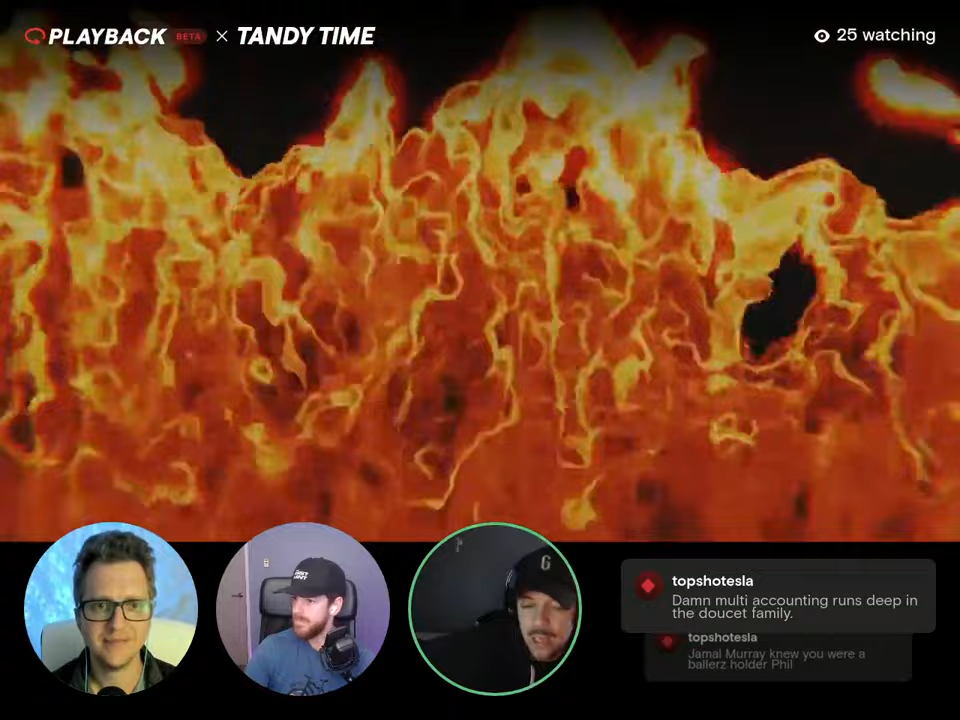 PLAYBACK BETA × TANDY TIME
25 watching
topshotesla
Damn multi accounting runs deep in
the doucet family.
topshotesla
Jamal Murray knew you were a
ballerz holder Phil
G